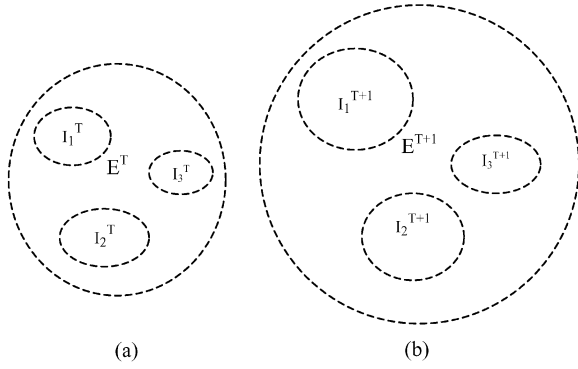 I₁ᵀ
Eᵀ
I₃ᵀ
I₂ᵀ
(a)
I₁ᵀ⁺¹
Eᵀ⁺¹
I₃ᵀ⁺¹
I₂ᵀ⁺¹
(b)